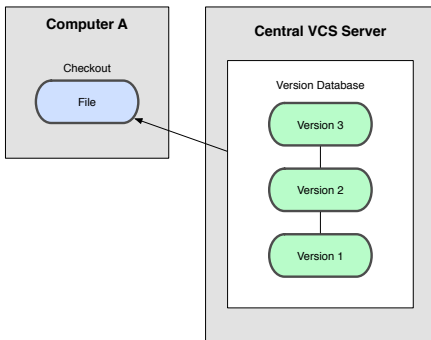 Computer A
Checkout
File
Central VCS Server
Version Database
Version 3
Version 2
Version 1